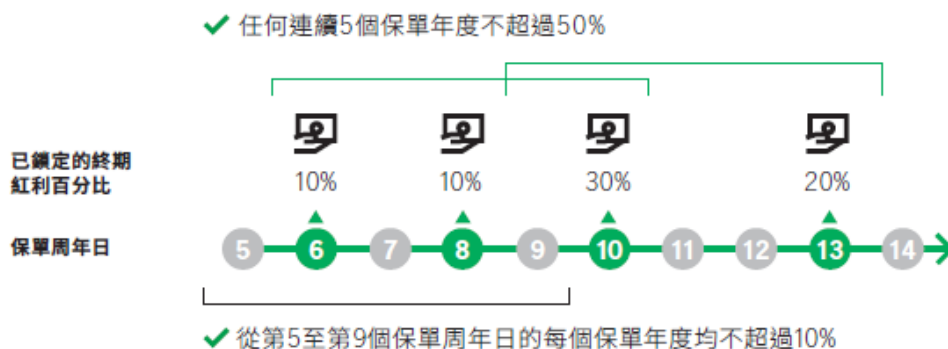 ✓ 任何連續5個保單年度不超過50%
已鎖定的終期
紅利百分比
10% 10% 30% 20%
保單周年日
5 6 7 8 9 10 11 12 13 14
✓ 從第5至第9個保單周年日的每個保單年度均不超過10%